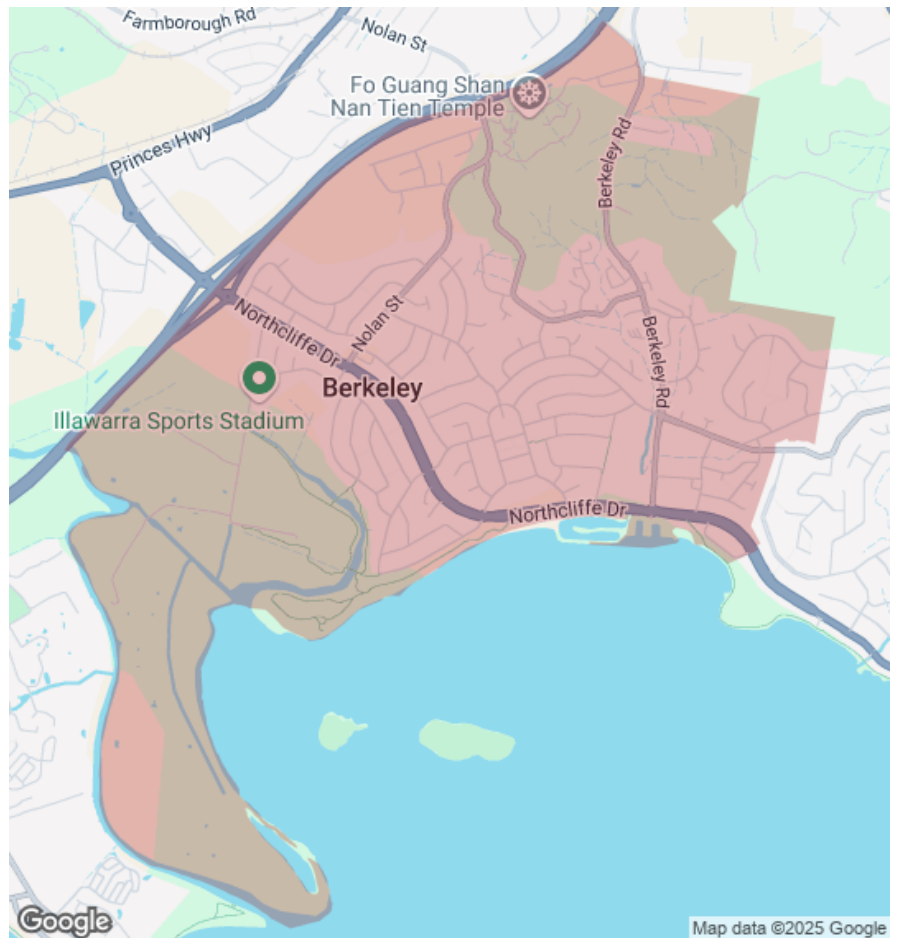 Farmborough Rd
Nolan St
Fo Guang Shan
Nan Tien Temple
Princes Hwy
Berkeley Rd
Northcliffe Dr
Nolan St
Berkeley Rd
Berkeley
Illawarra Sports Stadium
Northcliffe Dr
Google
Map data ©2025 Google